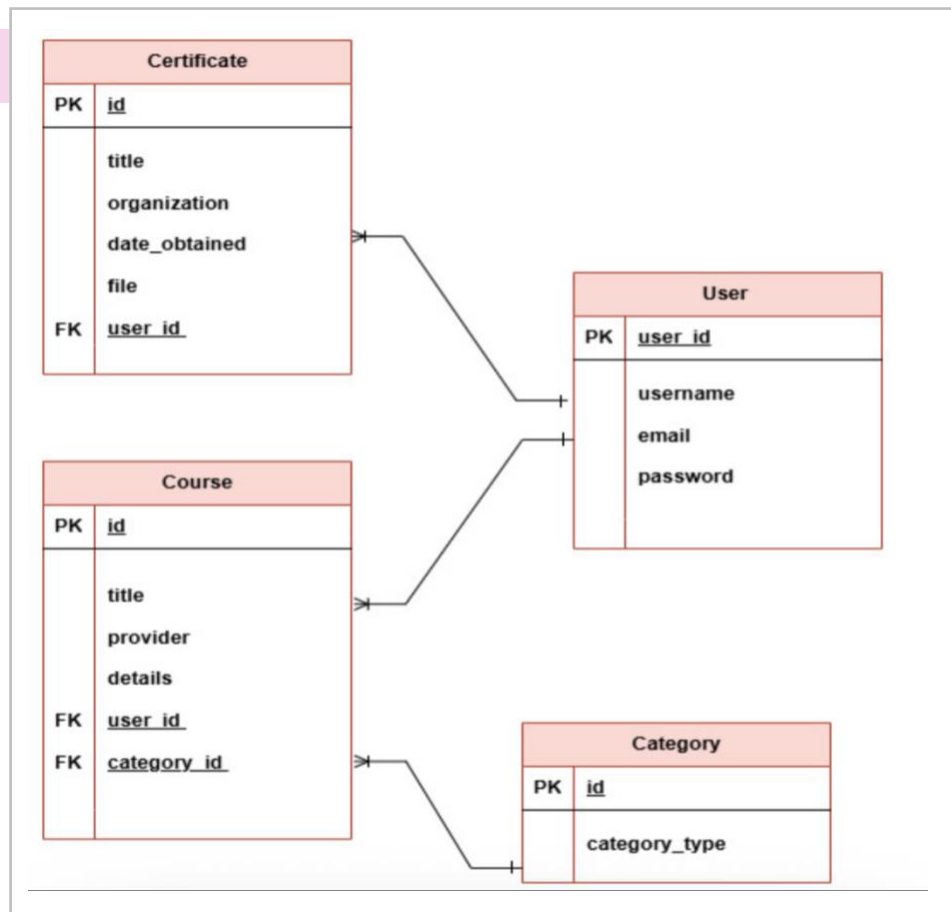 Certificate
PK id
title
organization
date_obtained
file
FK user_id
User
PK user_id
username
email
password
Course
PK id
title
provider
details
FK user_id
FK category_id
Category
PK id
category_type